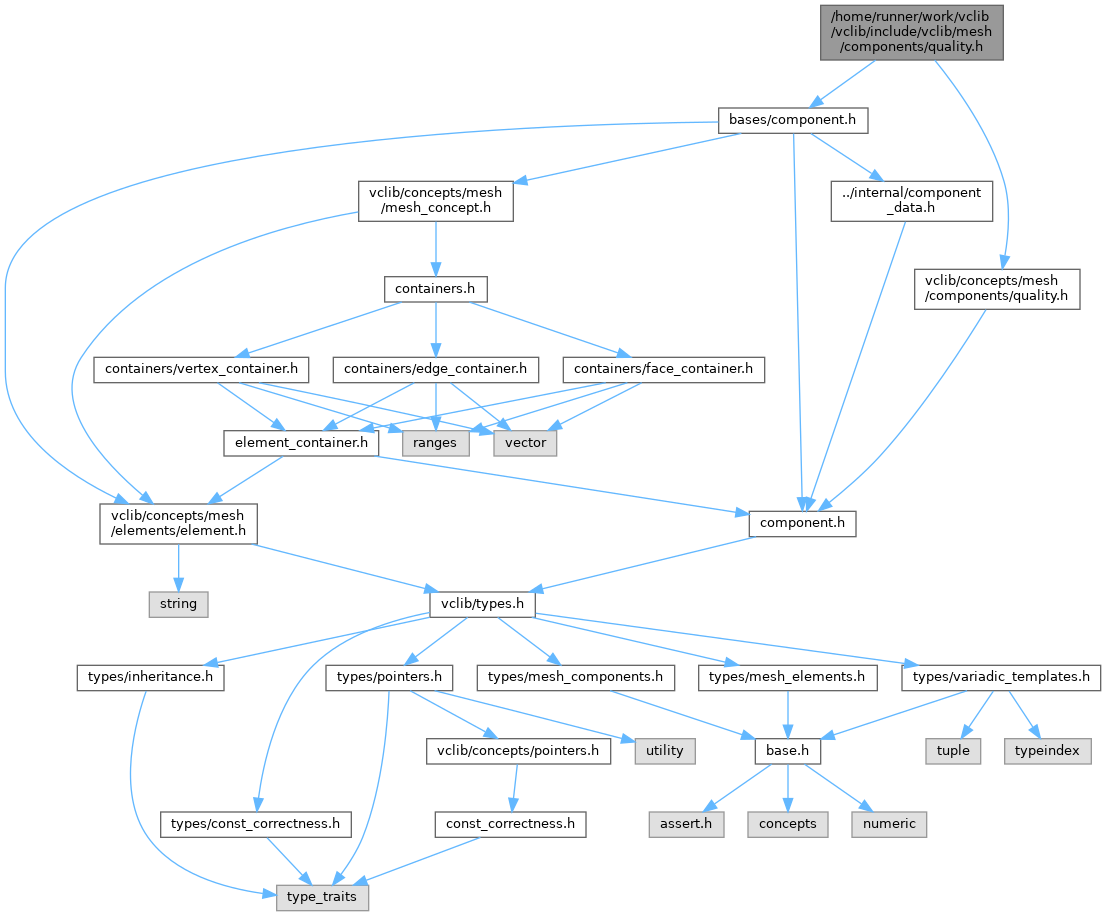 /home/runner/work/vclib
/vclib/include/vclib/mesh
/components/quality.h
bases/component.h
vclib/concepts/mesh
/mesh_concept.h
../internal/component
_data.h
vclib/concepts/mesh
/components/quality.h
containers.h
containers/vertex_container.h
containers/edge_container.h
containers/face_container.h
element_container.h
ranges
vector
vclib/concepts/mesh
/elements/element.h
component.h
string
vclib/types.h
types/inheritance.h
types/pointers.h
types/mesh_components.h
types/mesh_elements.h
types/variadic_templates.h
vclib/concepts/pointers.h
utility
base.h
tuple
typeindex
types/const_correctness.h
const_correctness.h
assert.h
concepts
numeric
type_traits